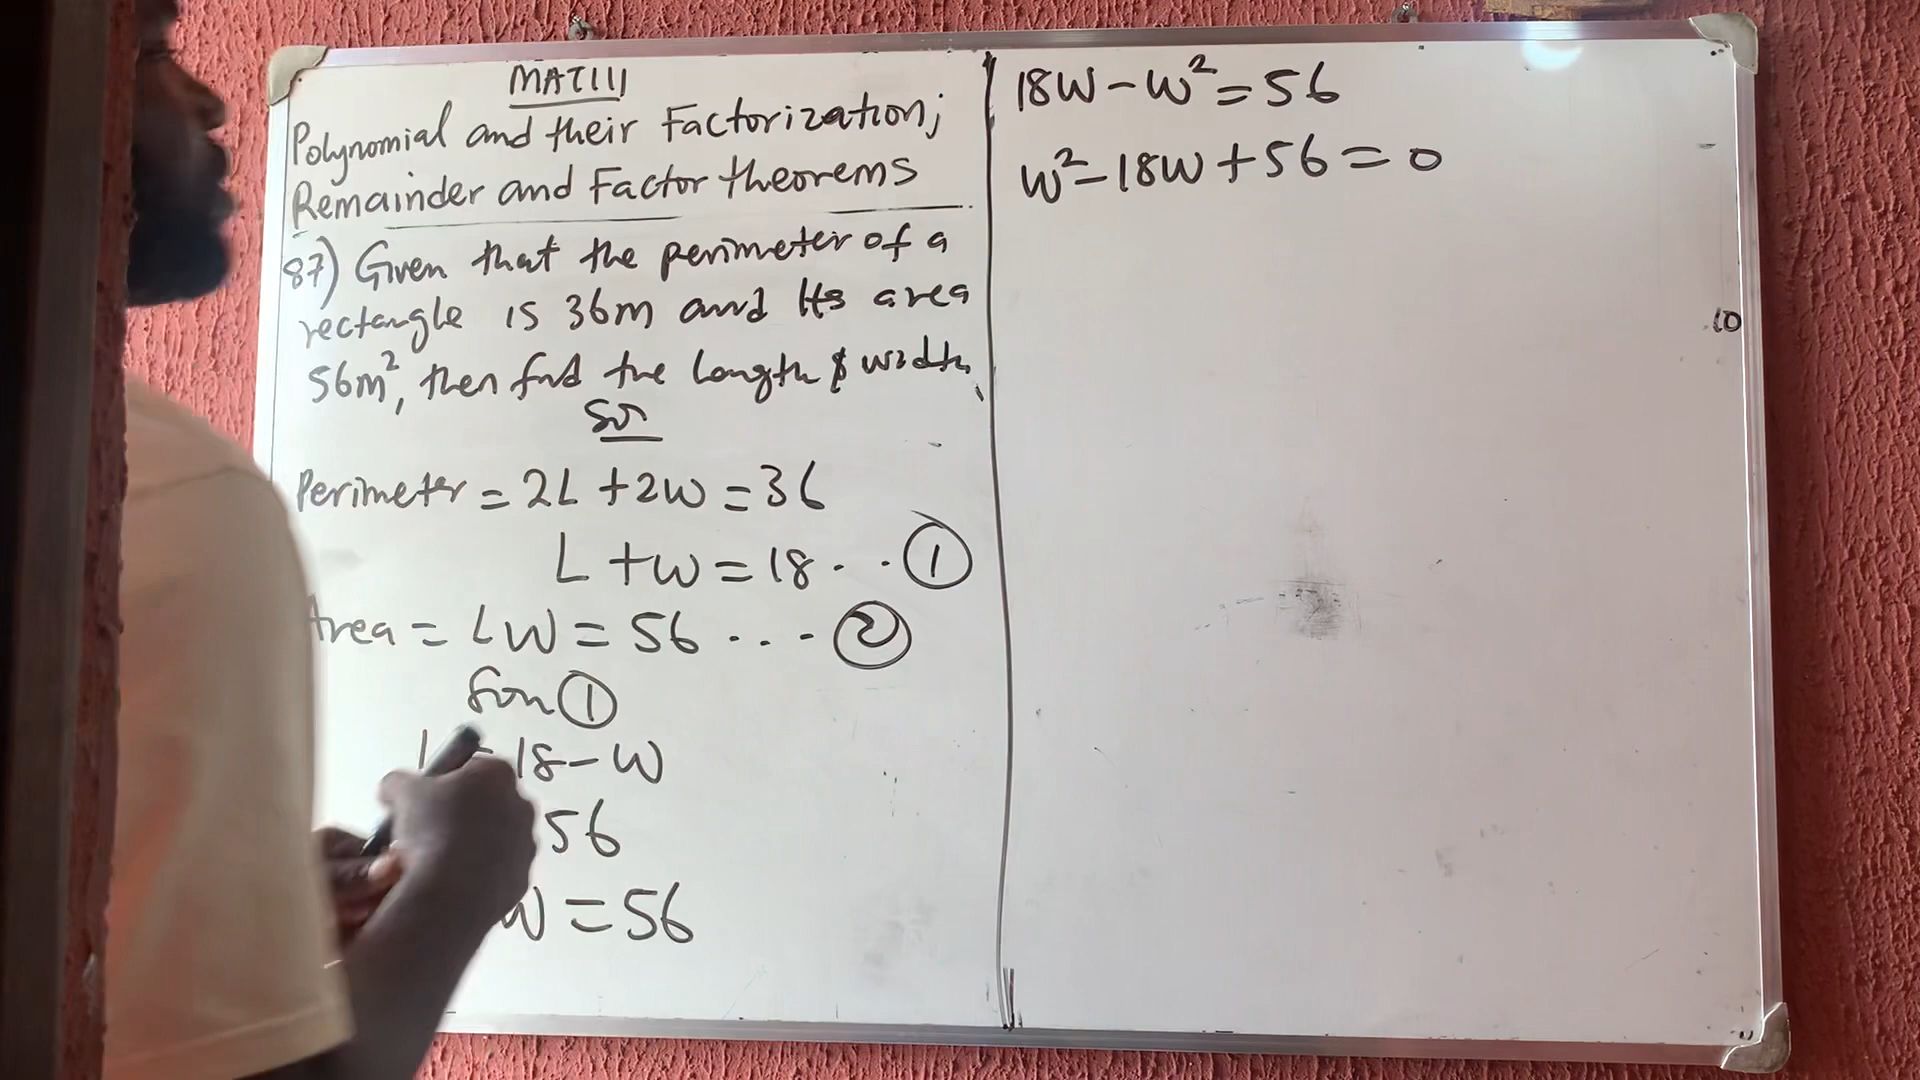 MAT111
Polynomial and their Factorization;
Remainder and Factor theorems
87) Given that the perimeter of a
rectangle is 36m and its area
56m², then find the length & width.
Sol
Perimeter = 2L + 2W = 36
L + W = 18 . . ①
Area = LW = 56 . . . ②
from ①
L = 18 - W
56
W = 56
18W - W² = 56
W² - 18W + 56 = 0
10